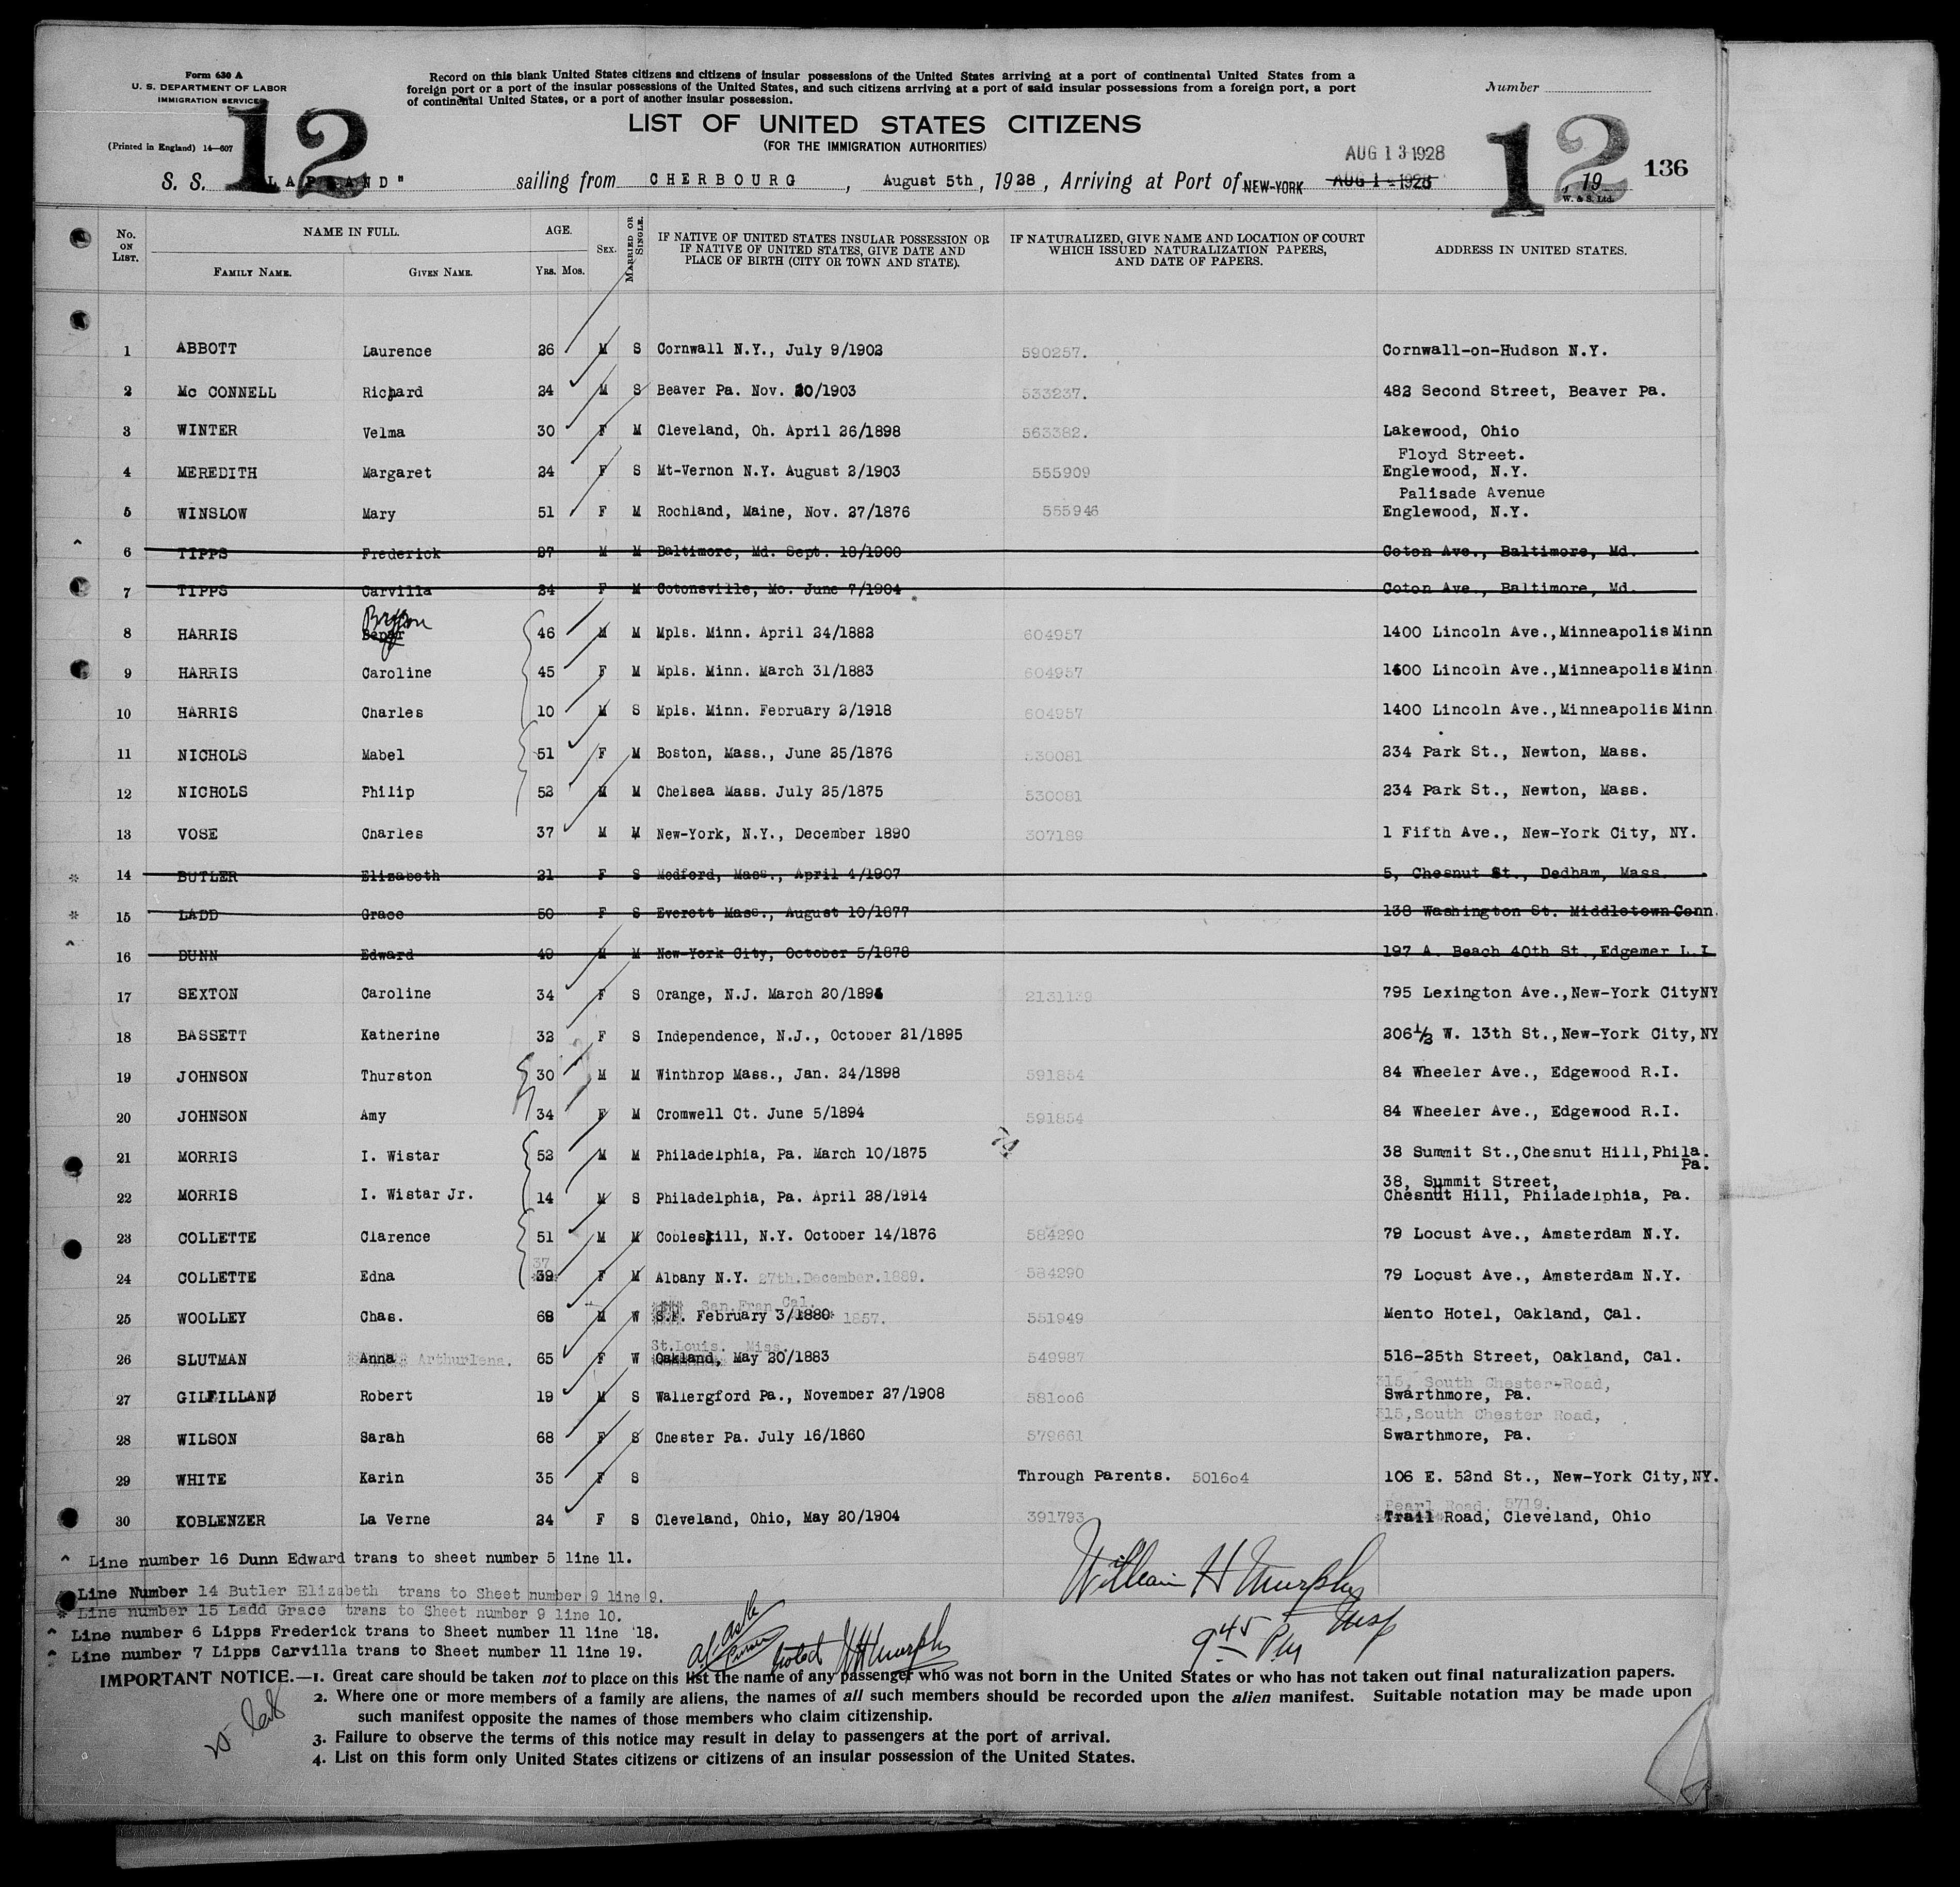 Form 630 A
U. S. DEPARTMENT OF LABOR
IMMIGRATION SERVICE
(Printed in England) 14—607
12
Record on this blank United States citizens and citizens of insular possessions of the United States arriving at a port of continental United States from a
foreign port or a port of the insular possessions of the United States, and such citizens arriving at a port of said insular possessions from a foreign port, a port
of continental United States, or a port of another insular possession.
Number
12
136
LIST OF UNITED STATES CITIZENS
(FOR THE IMMIGRATION AUTHORITIES)
AUG 13 1928
S. S. LAPLAND" sailing from CHERBOURG, August 5th, 1928, Arriving at Port of NEW-YORK AUG 1 - 1928, 19
W. & S. Ltd.
No. ON LIST. NAME IN FULL. AGE. SEX. MARRIED OR SINGLE. IF NATIVE OF UNITED STATES INSULAR POSSESSION OR IF NATIVE OF UNITED STATES, GIVE DATE AND PLACE OF BIRTH (CITY OR TOWN AND STATE). IF NATURALIZED, GIVE NAME AND LOCATION OF COURT WHICH ISSUED NATURALIZATION PAPERS, AND DATE OF PAPERS. ADDRESS IN UNITED STATES.
FAMILY NAME. GIVEN NAME. YRS. MOS.
1 ABBOTT Laurence 26 M S Cornwall N.Y., July 9/1902 590257. Cornwall-on-Hudson N.Y.
2 Mc CONNELL Richard 24 M S Beaver Pa. Nov. 20/1903 533237. 482 Second Street, Beaver Pa.
3 WINTER Velma 30 F M Cleveland, Oh. April 26/1898 563382. Lakewood, Ohio
Floyd Street.
4 MEREDITH Margaret 24 F S Mt-Vernon N.Y. August 2/1903 555909 Englewood, N.Y.
Palisade Avenue
5 WINSLOW Mary 51 F M Rochland, Maine, Nov. 27/1876 555946 Englewood, N.Y.
^ 6 TIPPS Frederick 27 M M Baltimore, Md. Sept. 18/1900 Coton Ave., Baltimore, Md.
7 TIPPS Carvilla 24 F M Cotonsville, Mo. June 7/1904 Coton Ave., Baltimore, Md.
8 HARRIS 46 M M Mpls. Minn. April 24/1882 604957 1400 Lincoln Ave.,Minneapolis Minn
9 HARRIS Caroline 45 F M Mpls. Minn. March 31/1883 604957 1400 Lincoln Ave.,Minneapolis Minn
10 HARRIS Charles 10 M S Mpls. Minn. February 2/1918 604957 1400 Lincoln Ave.,Minneapolis Minn.
11 NICHOLS Mabel 51 F M Boston, Mass., June 25/1876 530081 234 Park St., Newton, Mass.
12 NICHOLS Philip 52 M M Chelsea Mass. July 25/1875 530081 234 Park St., Newton, Mass.
13 VOSE Charles 37 M M New-York, N.Y., December 1890 307189 1 Fifth Ave., New-York City, NY.
* 14 BUTLER Elizabeth 21 F S Medford, Mass., April 4/1907 5, Chesnut St., Dedham, Mass.
* 15 LADD Grace 50 F S Everett Mass., August 10/1877 138 Washington St. Middletown Conn.
^ 16 DUNN Edward 49 M M New-York City, October 5/1878 197 A. Beach 40th St.,Edgemer L.I
17 SEXTON Caroline 34 F S Orange, N.J. March 20/1894 2131139 795 Lexington Ave.,New-York City NY
18 BASSETT Katherine 32 F S Independence, N.J., October 21/1895 206 1/2 W. 13th St.,New-York City, NY
19 JOHNSON Thurston 30 M M Winthrop Mass., Jan. 24/1898 591854 84 Wheeler Ave., Edgewood R.I.
20 JOHNSON Amy 34 F M Cromwell Ct. June 5/1894 591854 84 Wheeler Ave., Edgewood R.I.
21 MORRIS I. Wistar 52 M M Philadelphia, Pa. March 10/1875 38 Summit St.,Chesnut Hill,Phila.
Pa.
38, Summit Street,
22 MORRIS I. Wistar Jr. 14 M S Philadelphia, Pa. April 28/1914 Chesnut Hill, Philadelphia, Pa.
23 COLLETTE Clarence 51 M M Cobleskill, N.Y. October 14/1876 584290 79 Locust Ave., Amsterdam N.Y.
37
24 COLLETTE Edna 39 F M Albany N.Y. 27th.December.1889. 584290 79 Locust Ave., Amsterdam N.Y.
San.Fran Cal.
25 WOOLLEY Chas. 68 M W S.F. February 3/1880 1857. 551949 Mento Hotel, Oakland, Cal.
St.Louis. Miss.
26 SLUTMAN Anna Arthurlena. 65 F W Oakland, May 20/1883 549987 516-25th Street, Oakland, Cal.
315, South Chester-Road,
27 GILFILLAND Robert 19 M S Wallergford Pa., November 27/1908 581006 Swarthmore, Pa.
315,South Chester Road,
28 WILSON Sarah 68 F S Chester Pa. July 16/1860 579661 Swarthmore, Pa.
29 WHITE Karin 35 F S Through Parents. 501604 106 E. 52nd St., New-York City, NY.
Pearl Road. 5719.
30 KOBLENZER La Verne 24 F S Cleveland, Ohio, May 20/1904 391793 Trail Road, Cleveland, Ohio
^ Line number 16 Dunn Edward trans to sheet number 5 line 11.
Line Number 14 Butler Elizabeth trans to Sheet number 9 line 9.
* Line number 15 Ladd Grace trans to Sheet number 9 line 10.
^ Line number 6 Lipps Frederick trans to Sheet number 11 line '18.
^ Line number 7 Lipps Carvilla trans to Sheet number 11 line 19.
William H Murphy
Insp
9 45 Pm
W H Murphy
IMPORTANT NOTICE.—1. Great care should be taken not to place on this list the name of any passenger who was not born in the United States or who has not taken out final naturalization papers.
2. Where one or more members of a family are aliens, the names of all such members should be recorded upon the alien manifest. Suitable notation may be made upon
such manifest opposite the names of those members who claim citizenship.
3. Failure to observe the terms of this notice may result in delay to passengers at the port of arrival.
4. List on this form only United States citizens or citizens of an insular possession of the United States.